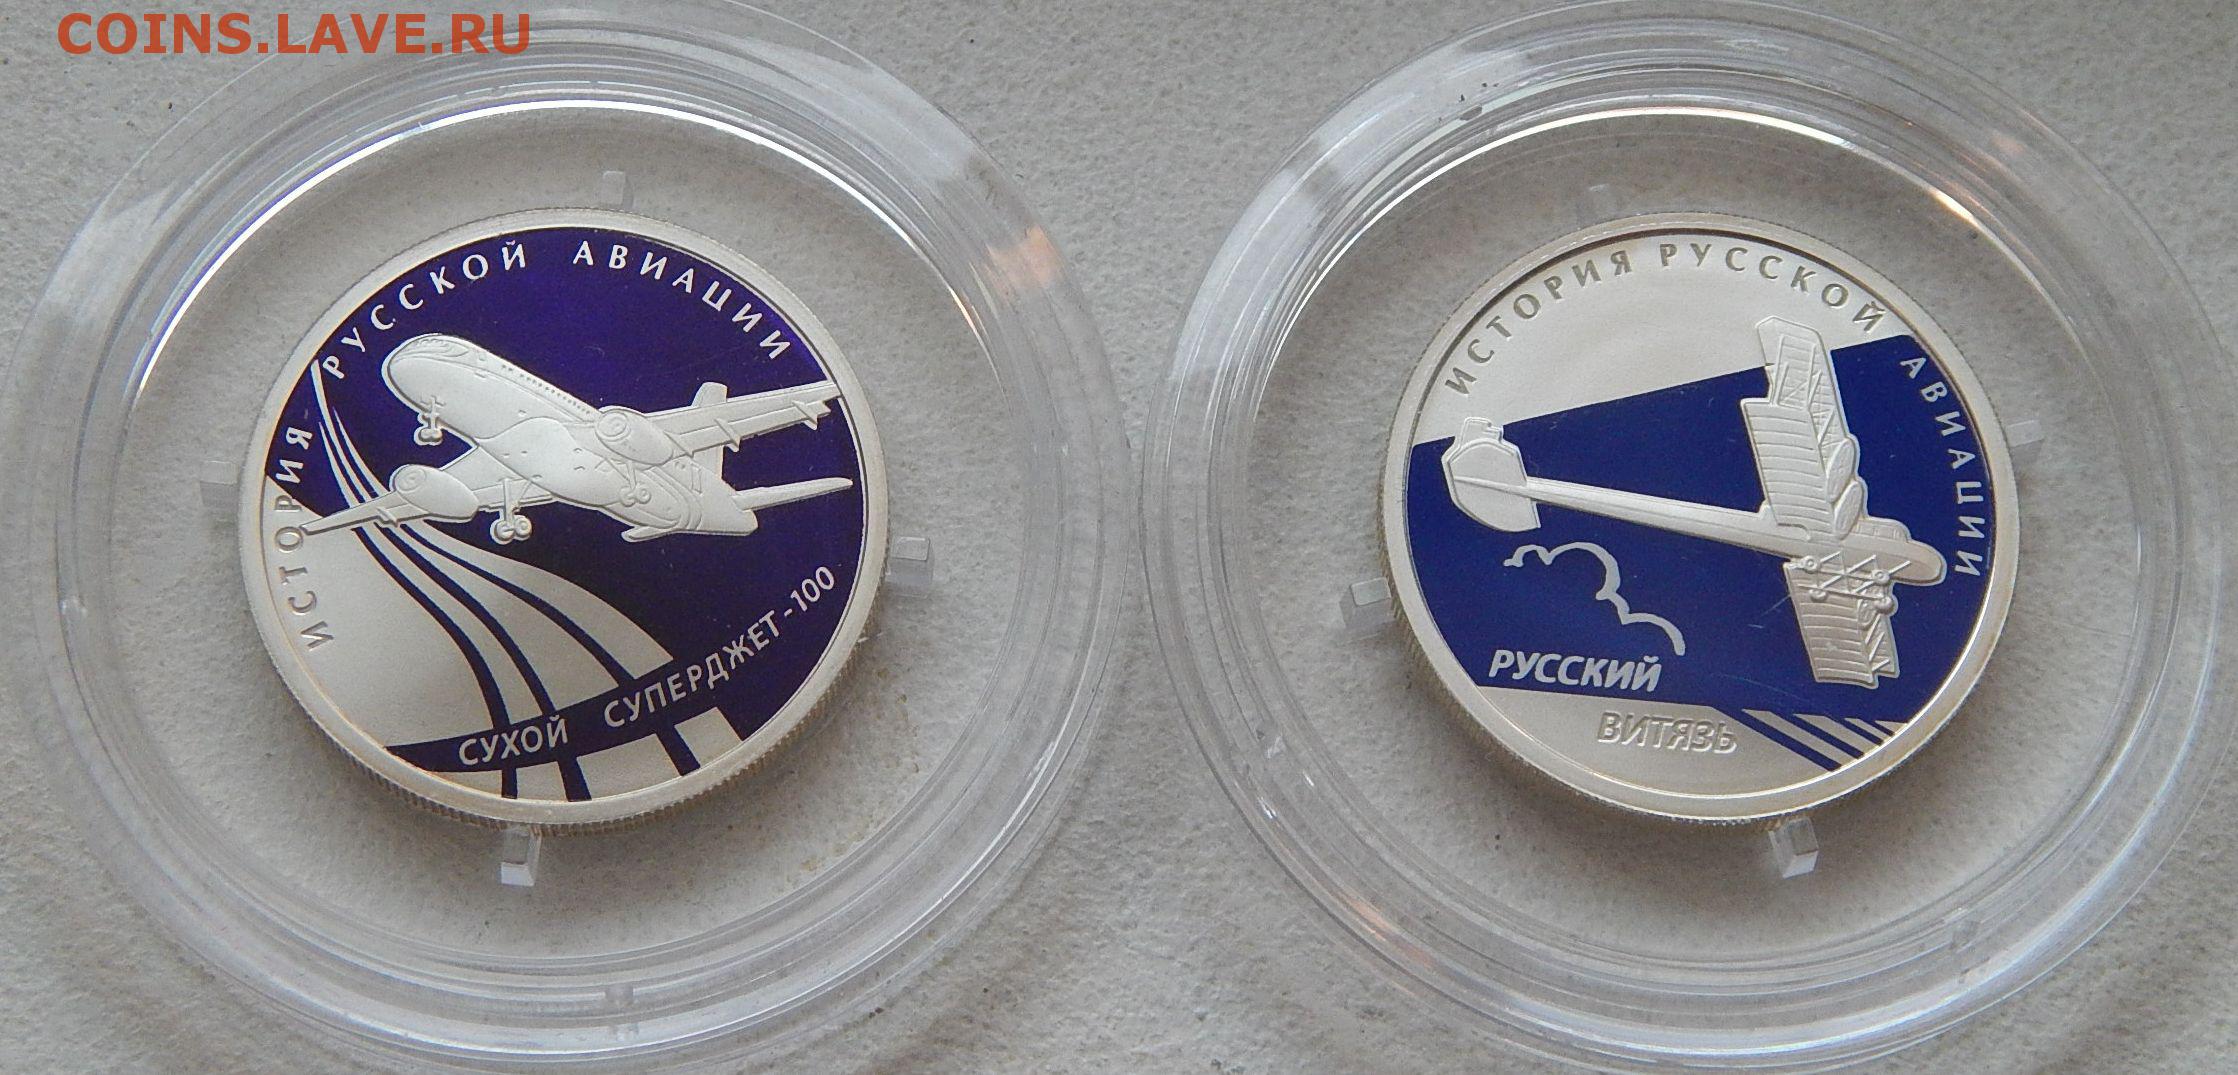 COINS.LAVE.RU
ИСТОРИЯ РУССКОЙ АВИАЦИИ
СУХОЙ СУПЕРДЖЕТ-100
ИСТОРИЯ РУССКОЙ АВИАЦИИ
РУССКИЙ
ВИТЯЗЬ